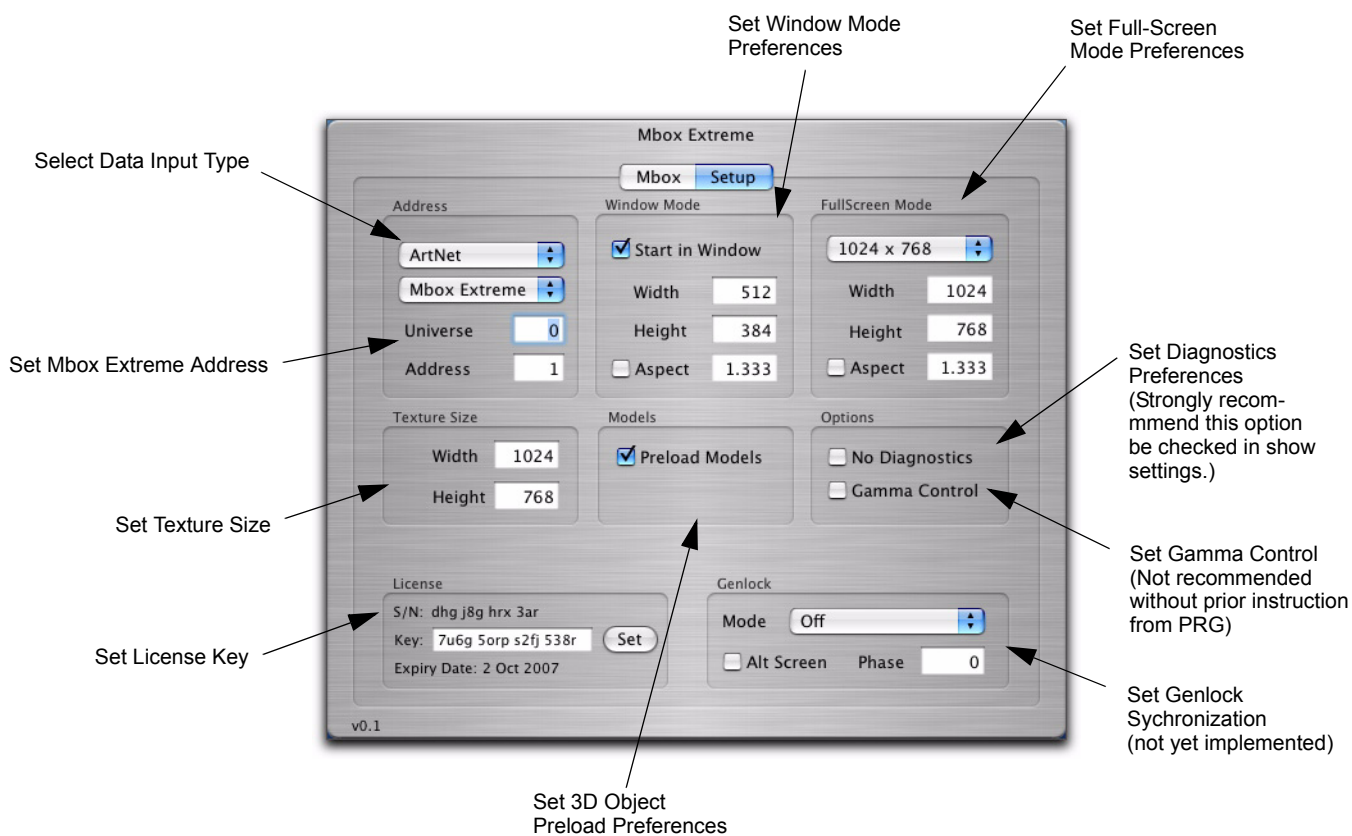 Set Window Mode
Preferences
Set Full-Screen
Mode Preferences
Select Data Input Type
Set Mbox Extreme Address
Set Texture Size
Set License Key
Mbox Extreme
Mbox Setup
Address
ArtNet
Mbox Extreme
Universe 0
Address 1
Window Mode
Start in Window
Width 512
Height 384
Aspect 1.333
FullScreen Mode
1024 x 768
Width 1024
Height 768
Aspect 1.333
Texture Size
Width 1024
Height 768
Models
Preload Models
Options
No Diagnostics
Gamma Control
License
S/N: dhg j8g hrx 3ar
Key: 7u6g 5orp s2fj 538r Set
Expiry Date: 2 Oct 2007
Genlock
Mode Off
Alt Screen Phase 0
v0.1
Set Diagnostics
Preferences
(Strongly recom-
mmend this option
be checked in show
settings.)
Set Gamma Control
(Not recommended
without prior instruction
from PRG)
Set Genlock
Sychronization
(not yet implemented)
Set 3D Object
Preload Preferences